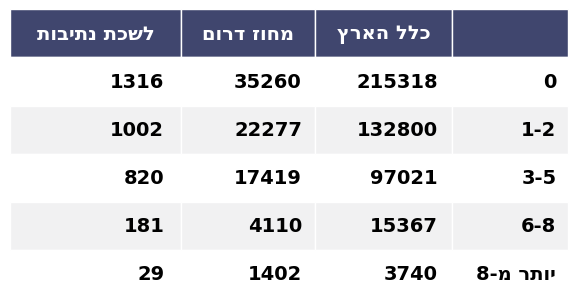 כלל הארץ מחוז דרום לשכת נתיבות
0 215318 35260 1316
1-2 132800 22277 1002
3-5 97021 17419 820
6-8 15367 4110 181
יותר מ-8 3740 1402 29